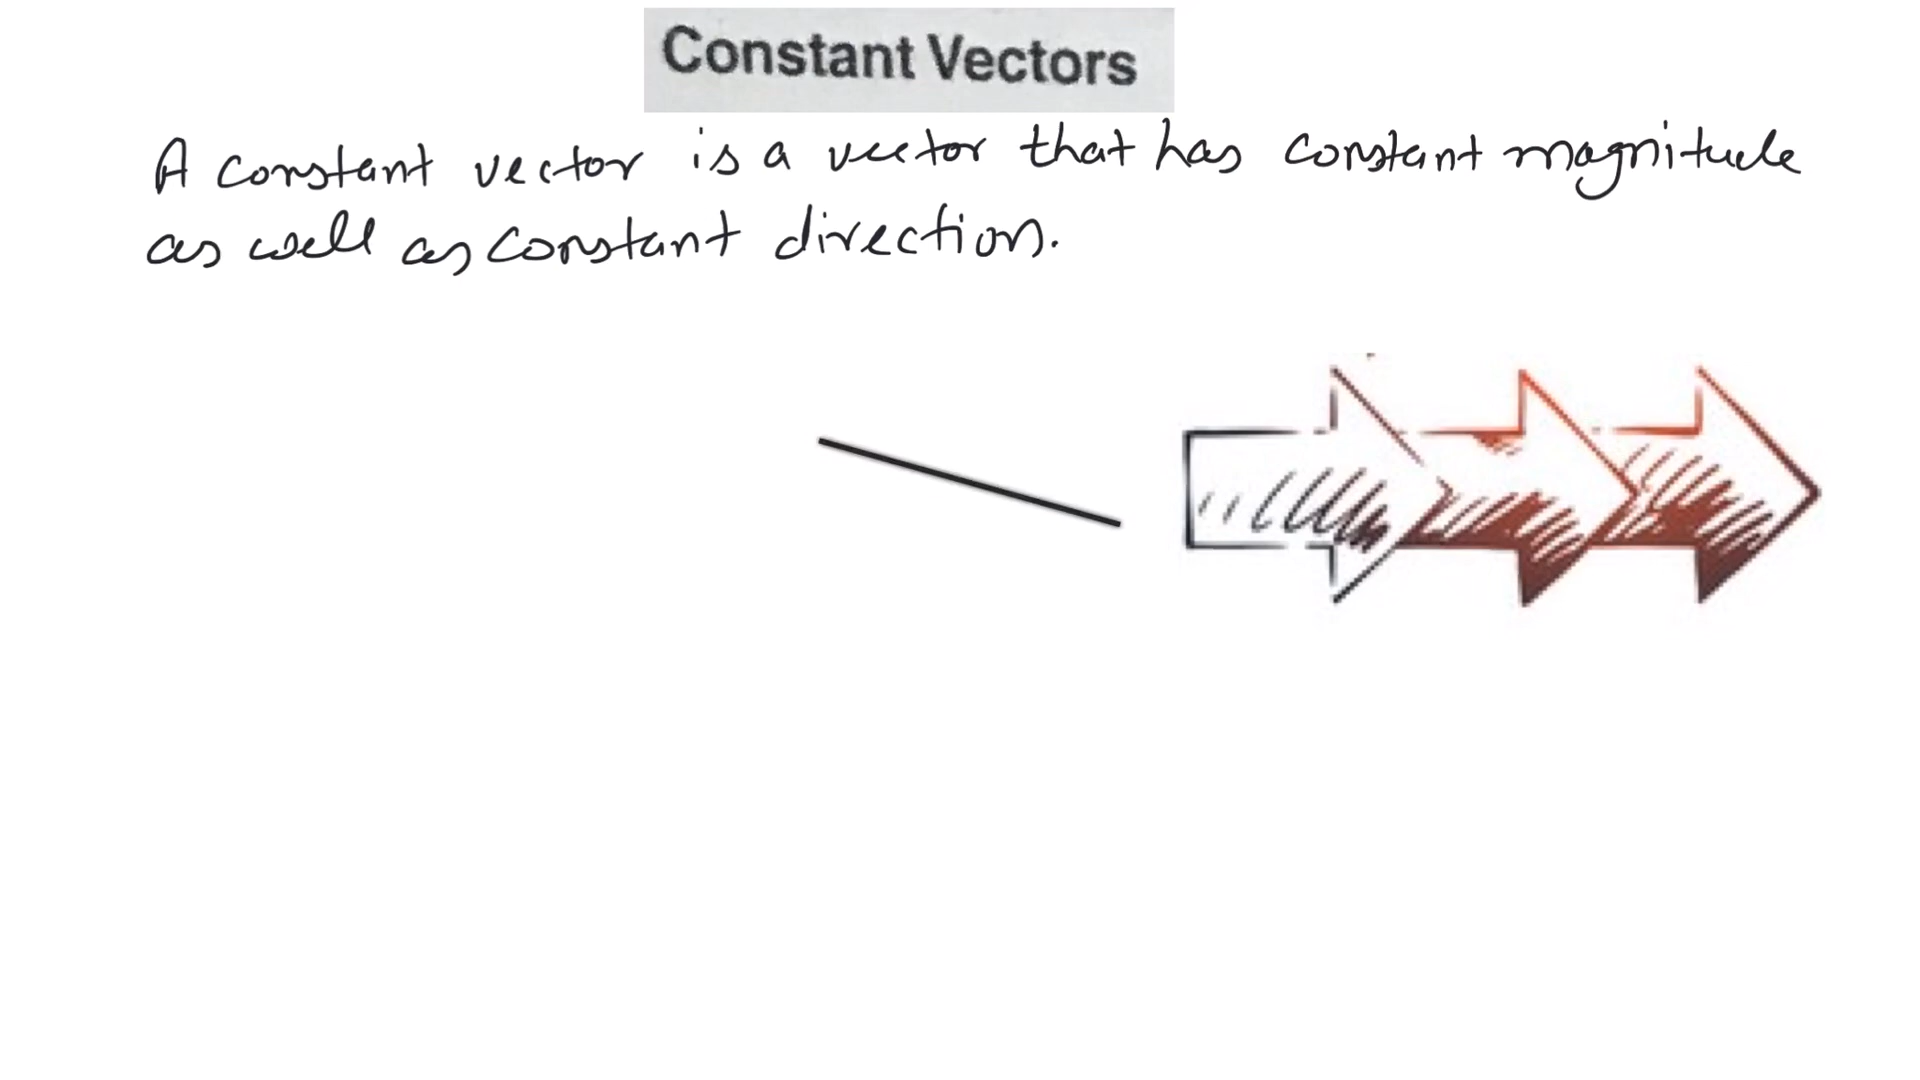 Constant Vectors
A constant vector is a vector that has constant magnitude
as well as constant direction.